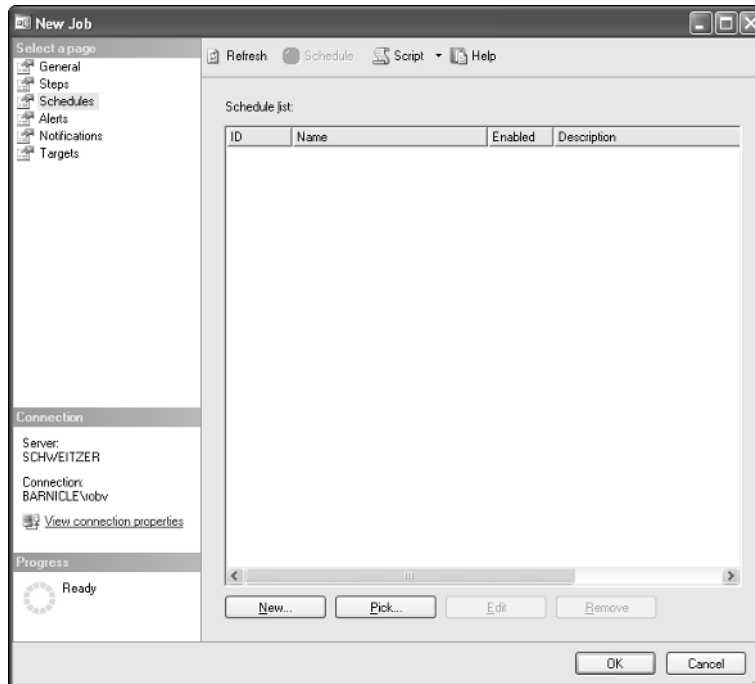 New Job
Select a page
General
Steps
Schedules
Alerts
Notifications
Targets
Refresh Schedule Script Help
Schedule list:
ID Name Enabled Description
Connection
Server:
SCHWEITZER
Connection:
BARNICLE\robv
View connection properties
Progress
Ready
New... Pick... Edit Remove
OK Cancel